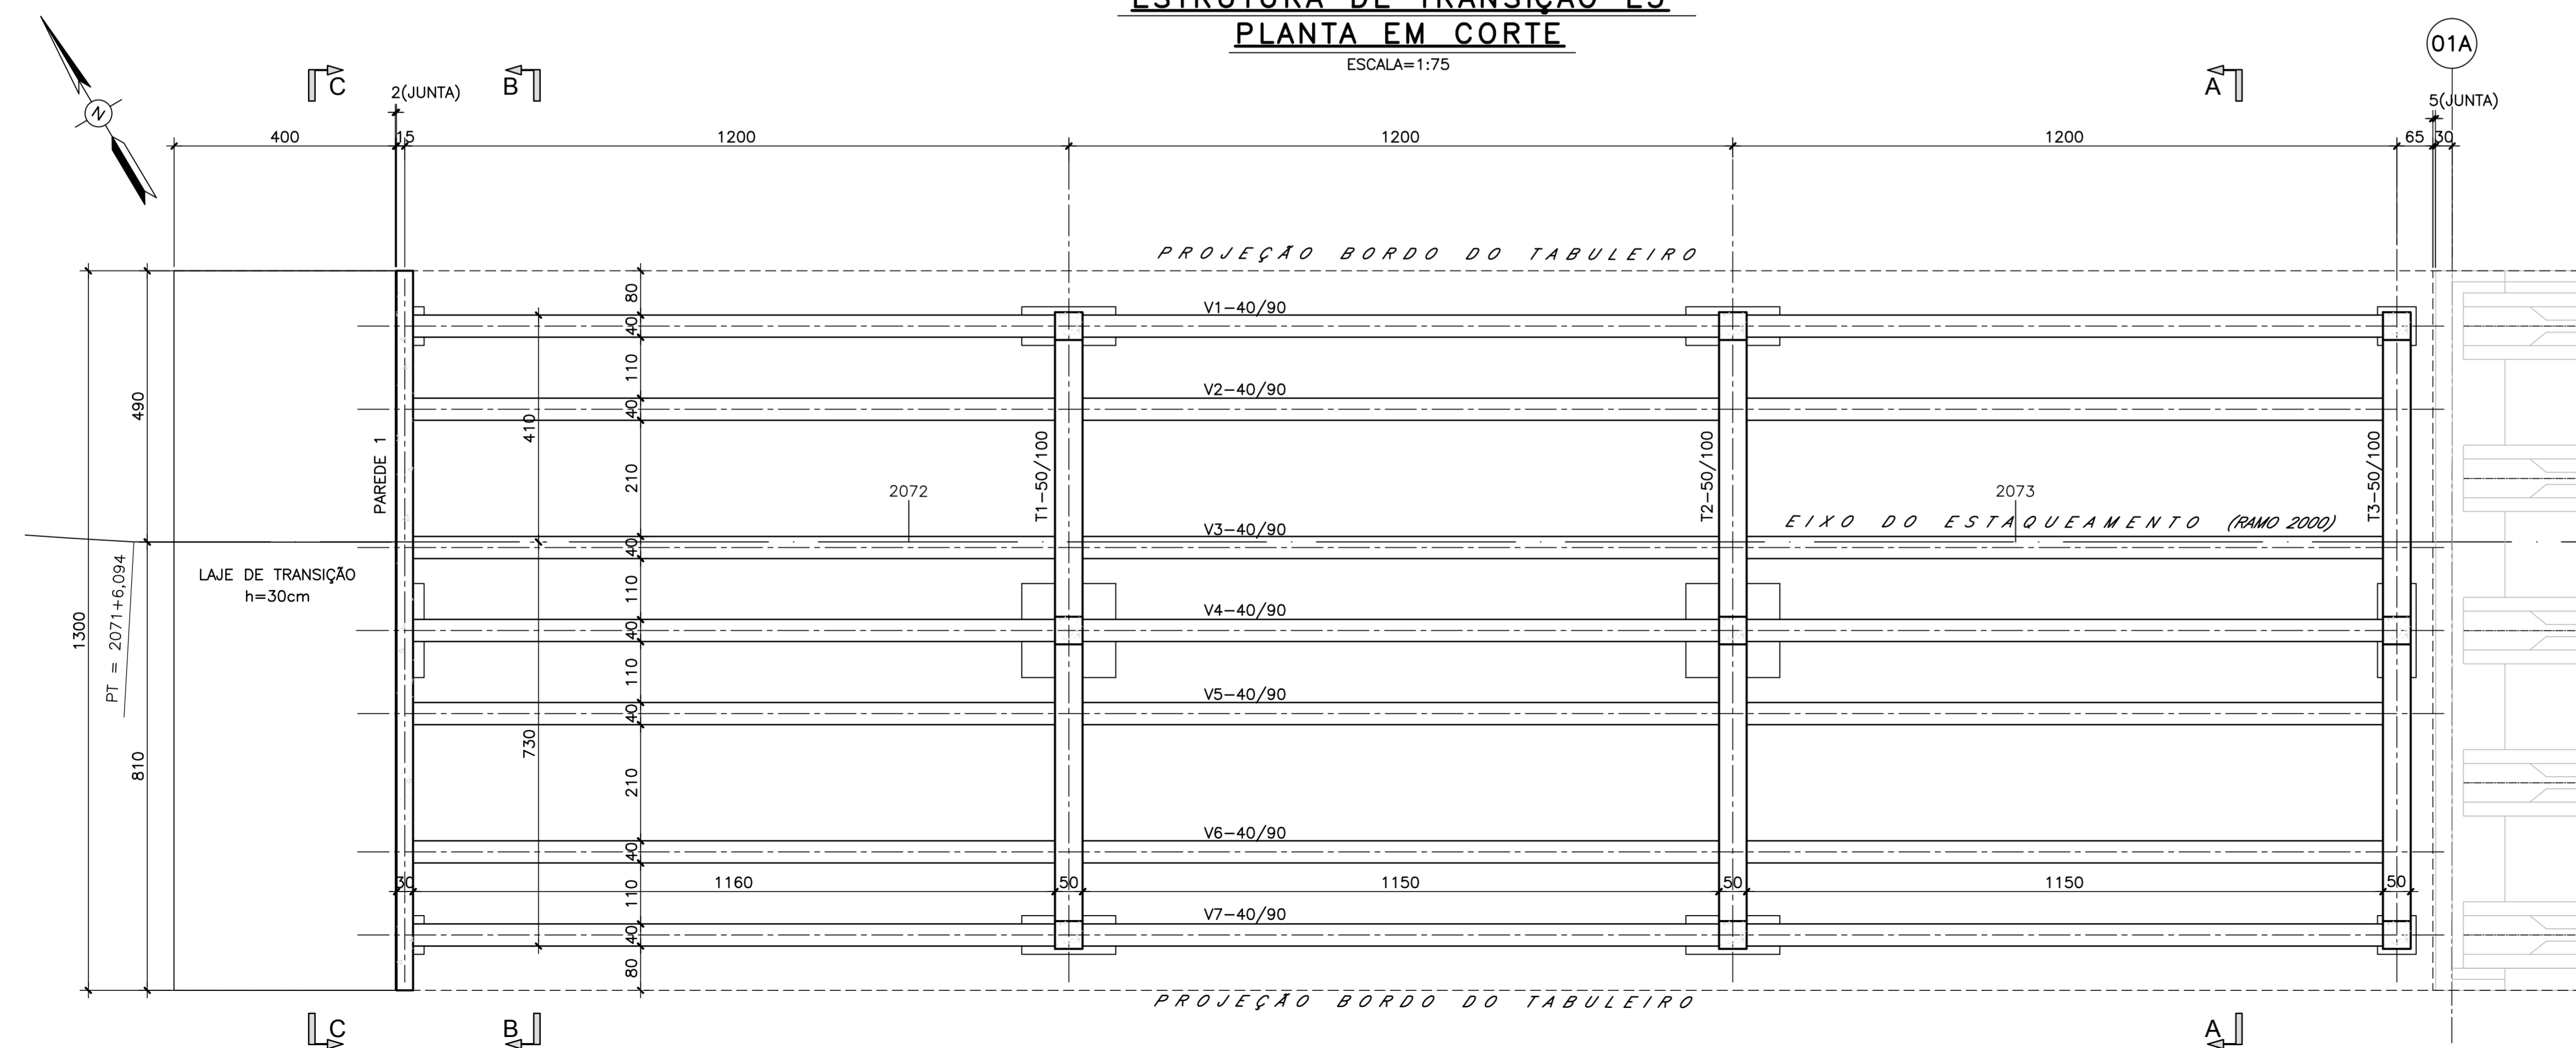 ESTRUTURA DE TRANSIÇÃO E5
PLANTA EM CORTE
ESCALA=1:75
01A
N
C
B
A
2(JUNTA)
5(JUNTA)
400
15
1200
1200
1200
65
30
PROJEÇÃO BORDO DO TABULEIRO
80
V1-40/90
40
110
V2-40/90
490
40
410
PAREDE 1
T1-50/100
T2-50/100
T3-50/100
210
2072
2073
EIXO DO ESTAQUEAMENTO (RAMO 2000)
V3-40/90
40
LAJE DE TRANSIÇÃO
h=30cm
PT = 2071+6,094
1300
110
V4-40/90
40
110
V5-40/90
40
730
810
210
V6-40/90
40
30
1160
50
1150
50
1150
50
110
V7-40/90
40
80
PROJEÇÃO BORDO DO TABULEIRO
C
B
A